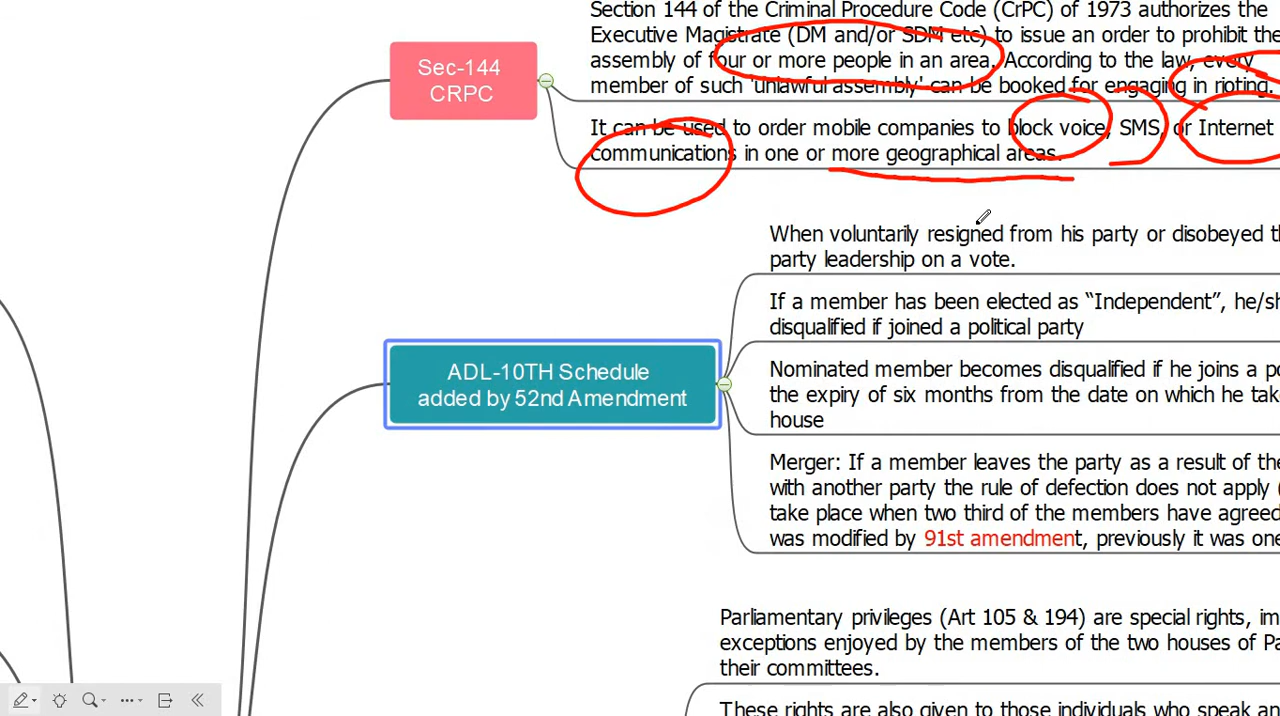 Section 144 of the Criminal Procedure Code (CrPC) of 1973 authorizes the
Executive Magistrate (DM and/or SDM etc) to issue an order to prohibit the
assembly of four or more people in an area. According to the law, every
member of such 'unlawful assembly' can be booked for engaging in rioting.
Sec-144
CRPC
It can be used to order mobile companies to block voice, SMS, or Internet
communications in one or more geographical areas.
When voluntarily resigned from his party or disobeyed
party leadership on a vote.
If a member has been elected as “Independent”,
disqualified if joined a political party
ADL-10TH Schedule
added by 52nd Amendment
Nominated member becomes disqualified if he joins a
the expiry of six months from the date on which he
house
Merger: If a member leaves the party as a result of
with another party the rule of defection does not apply
take place when two third of the members have agreed
was modified by 91st amendment, previously it was
Parliamentary privileges (Art 105 & 194) are special rights,
exceptions enjoyed by the members of the two houses of
their committees.
These rights are also given to those individuals who speak